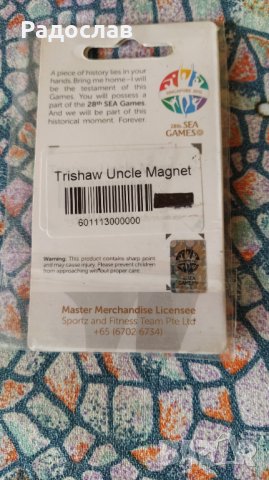 Радослав
A piece of history lies in your
hands. Bring me home and I will
be the testament of this
Games. You will possess a
part of the 28th SEA Games.
And we will be part of this
historical moment. Forever.
SINGAPORE 2015
28th SEA
GAMES
Trishaw Uncle Magnet
601113000000
Warning: This product contains sharp point
and may cause injury. Please prevent children
from approaching without proper care.
Master Merchandise Licensee
Sportz and Fitness Team Pte Ltd
+65 (6702 6734)